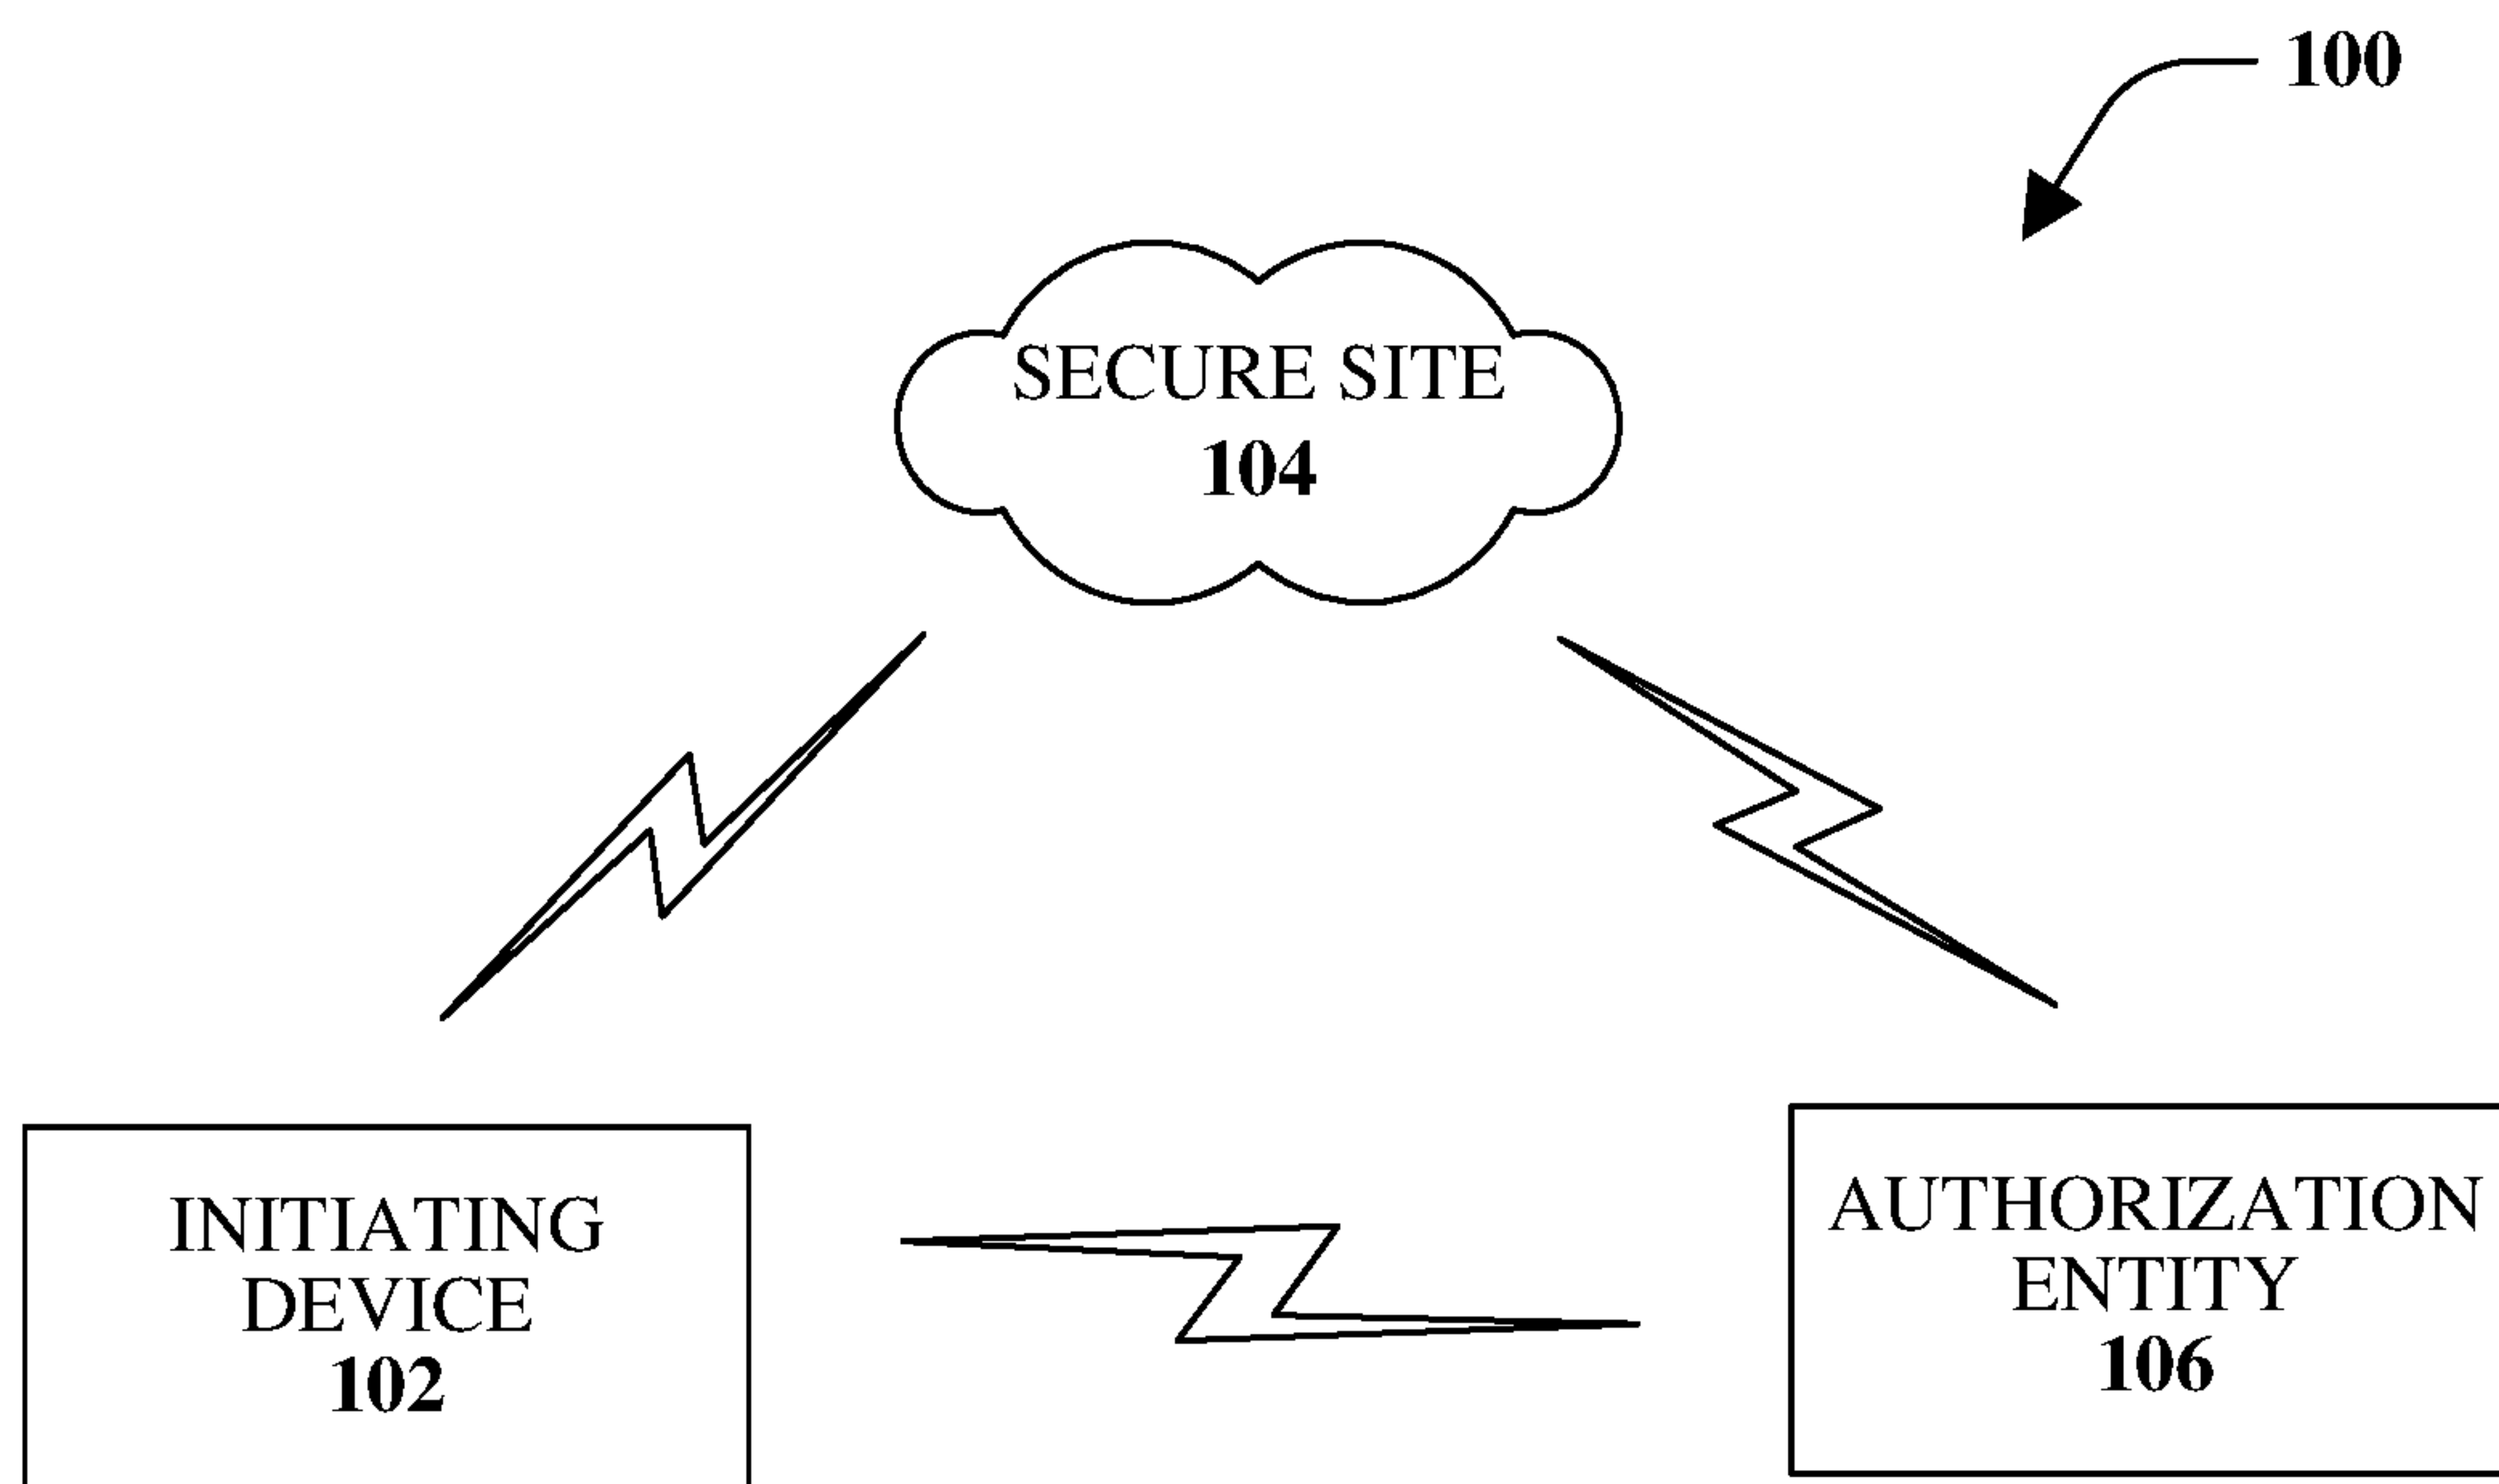 100
SECURE SITE
104
INITIATING
DEVICE
102
AUTHORIZATION
ENTITY
106